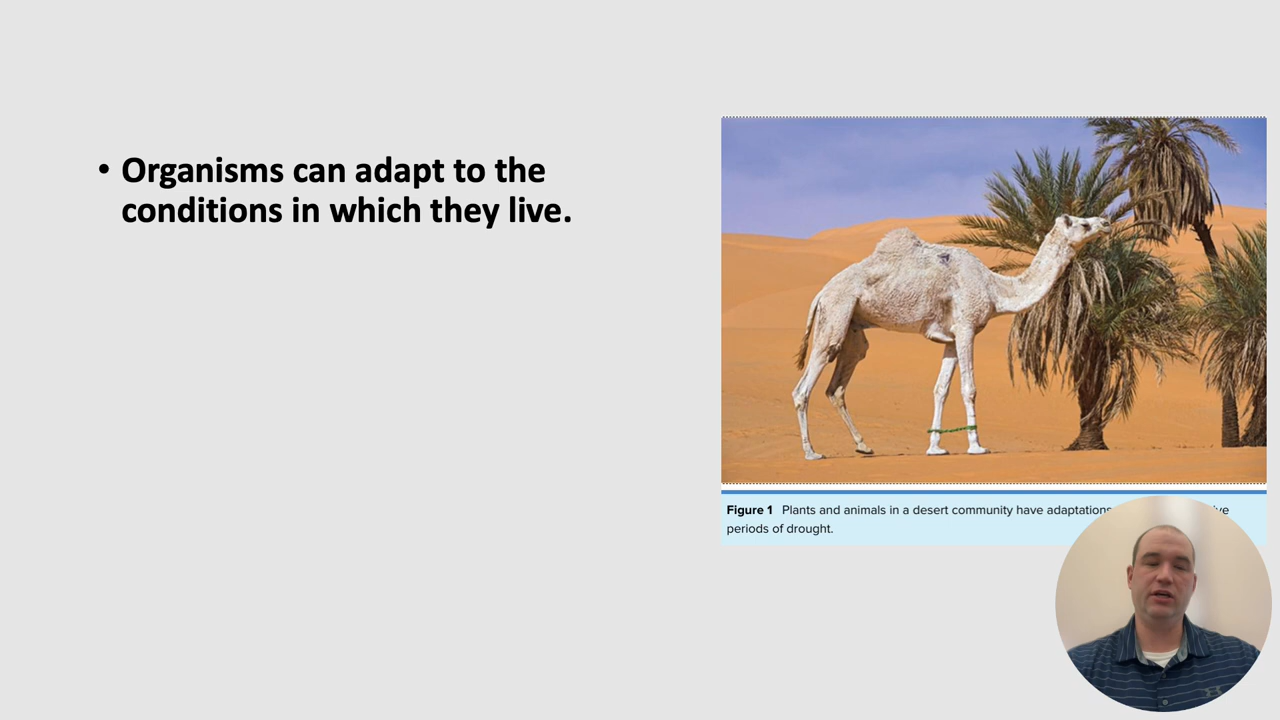 • Organisms can adapt to the
conditions in which they live.
Figure 1 Plants and animals in a desert community have adaptations
periods of drought.